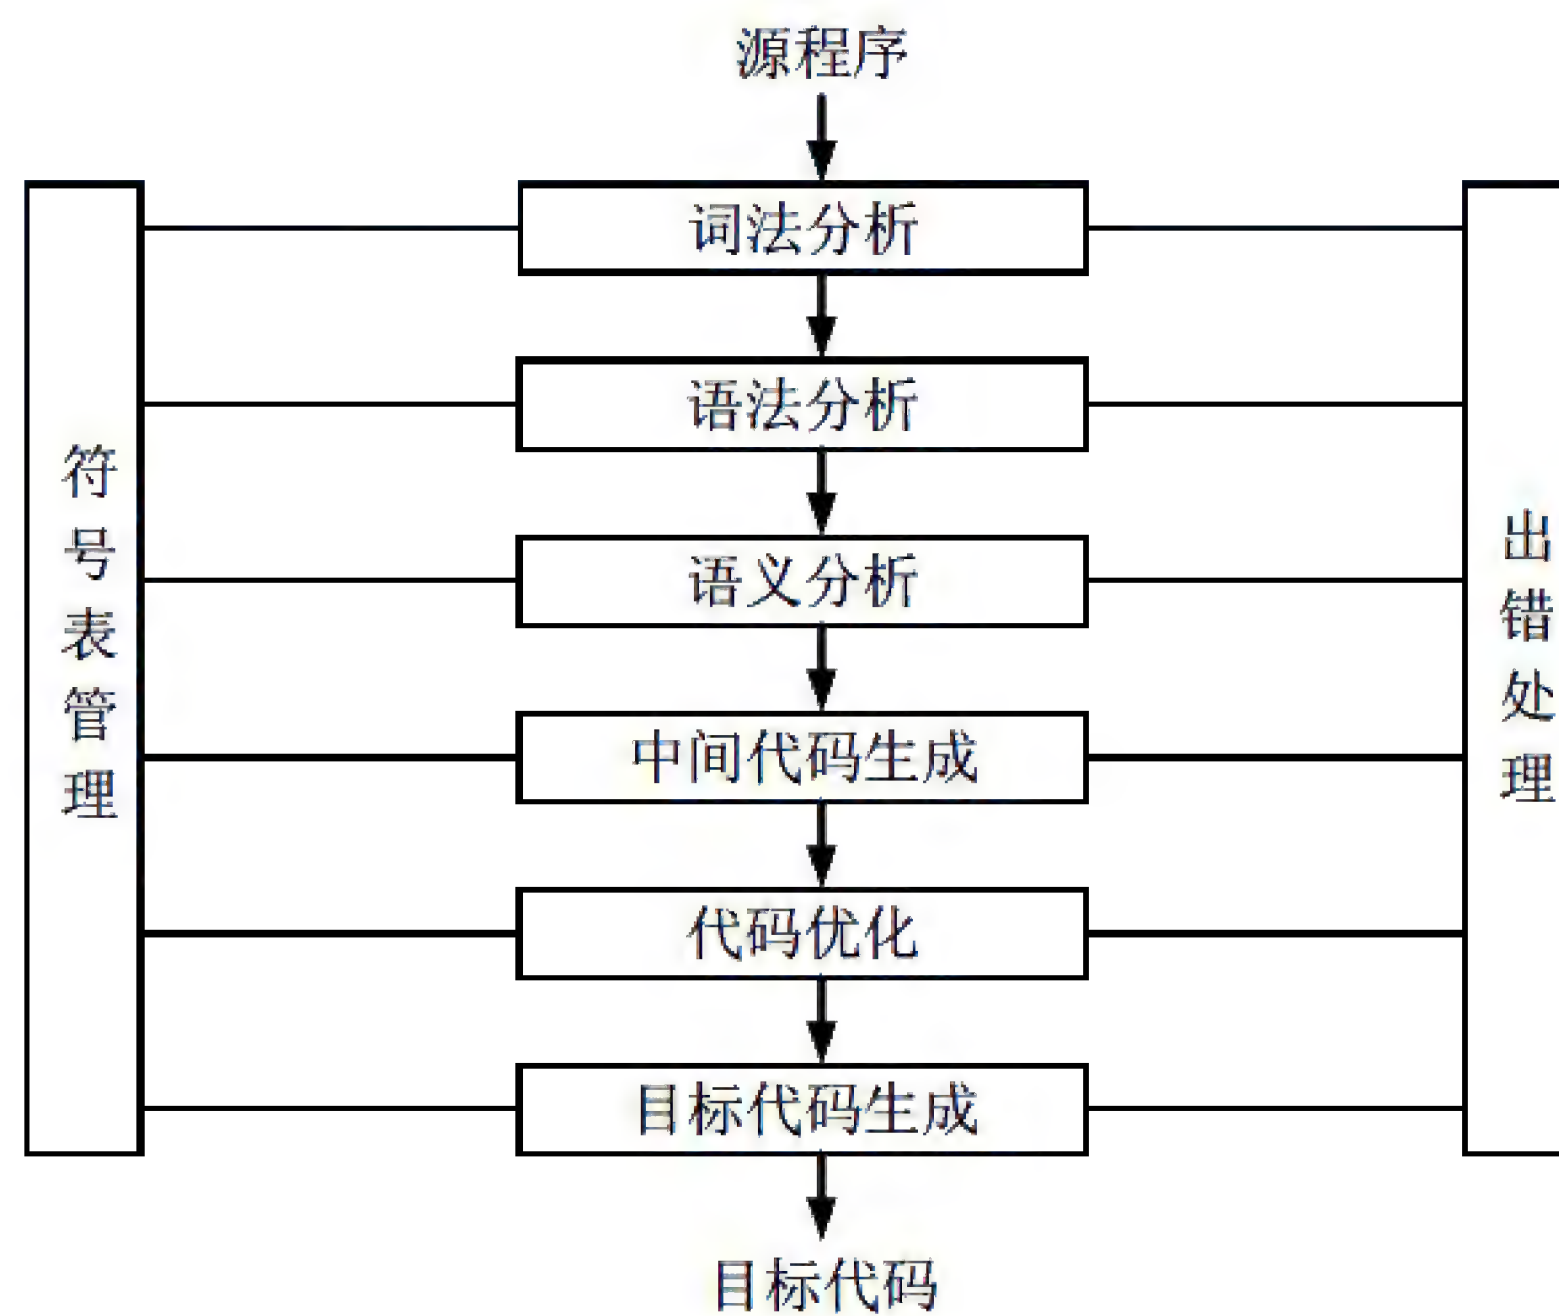 源程序
词法分析
语法分析
语义分析
中间代码生成
代码优化
目标代码生成
目标代码
符号表管理
出错处理